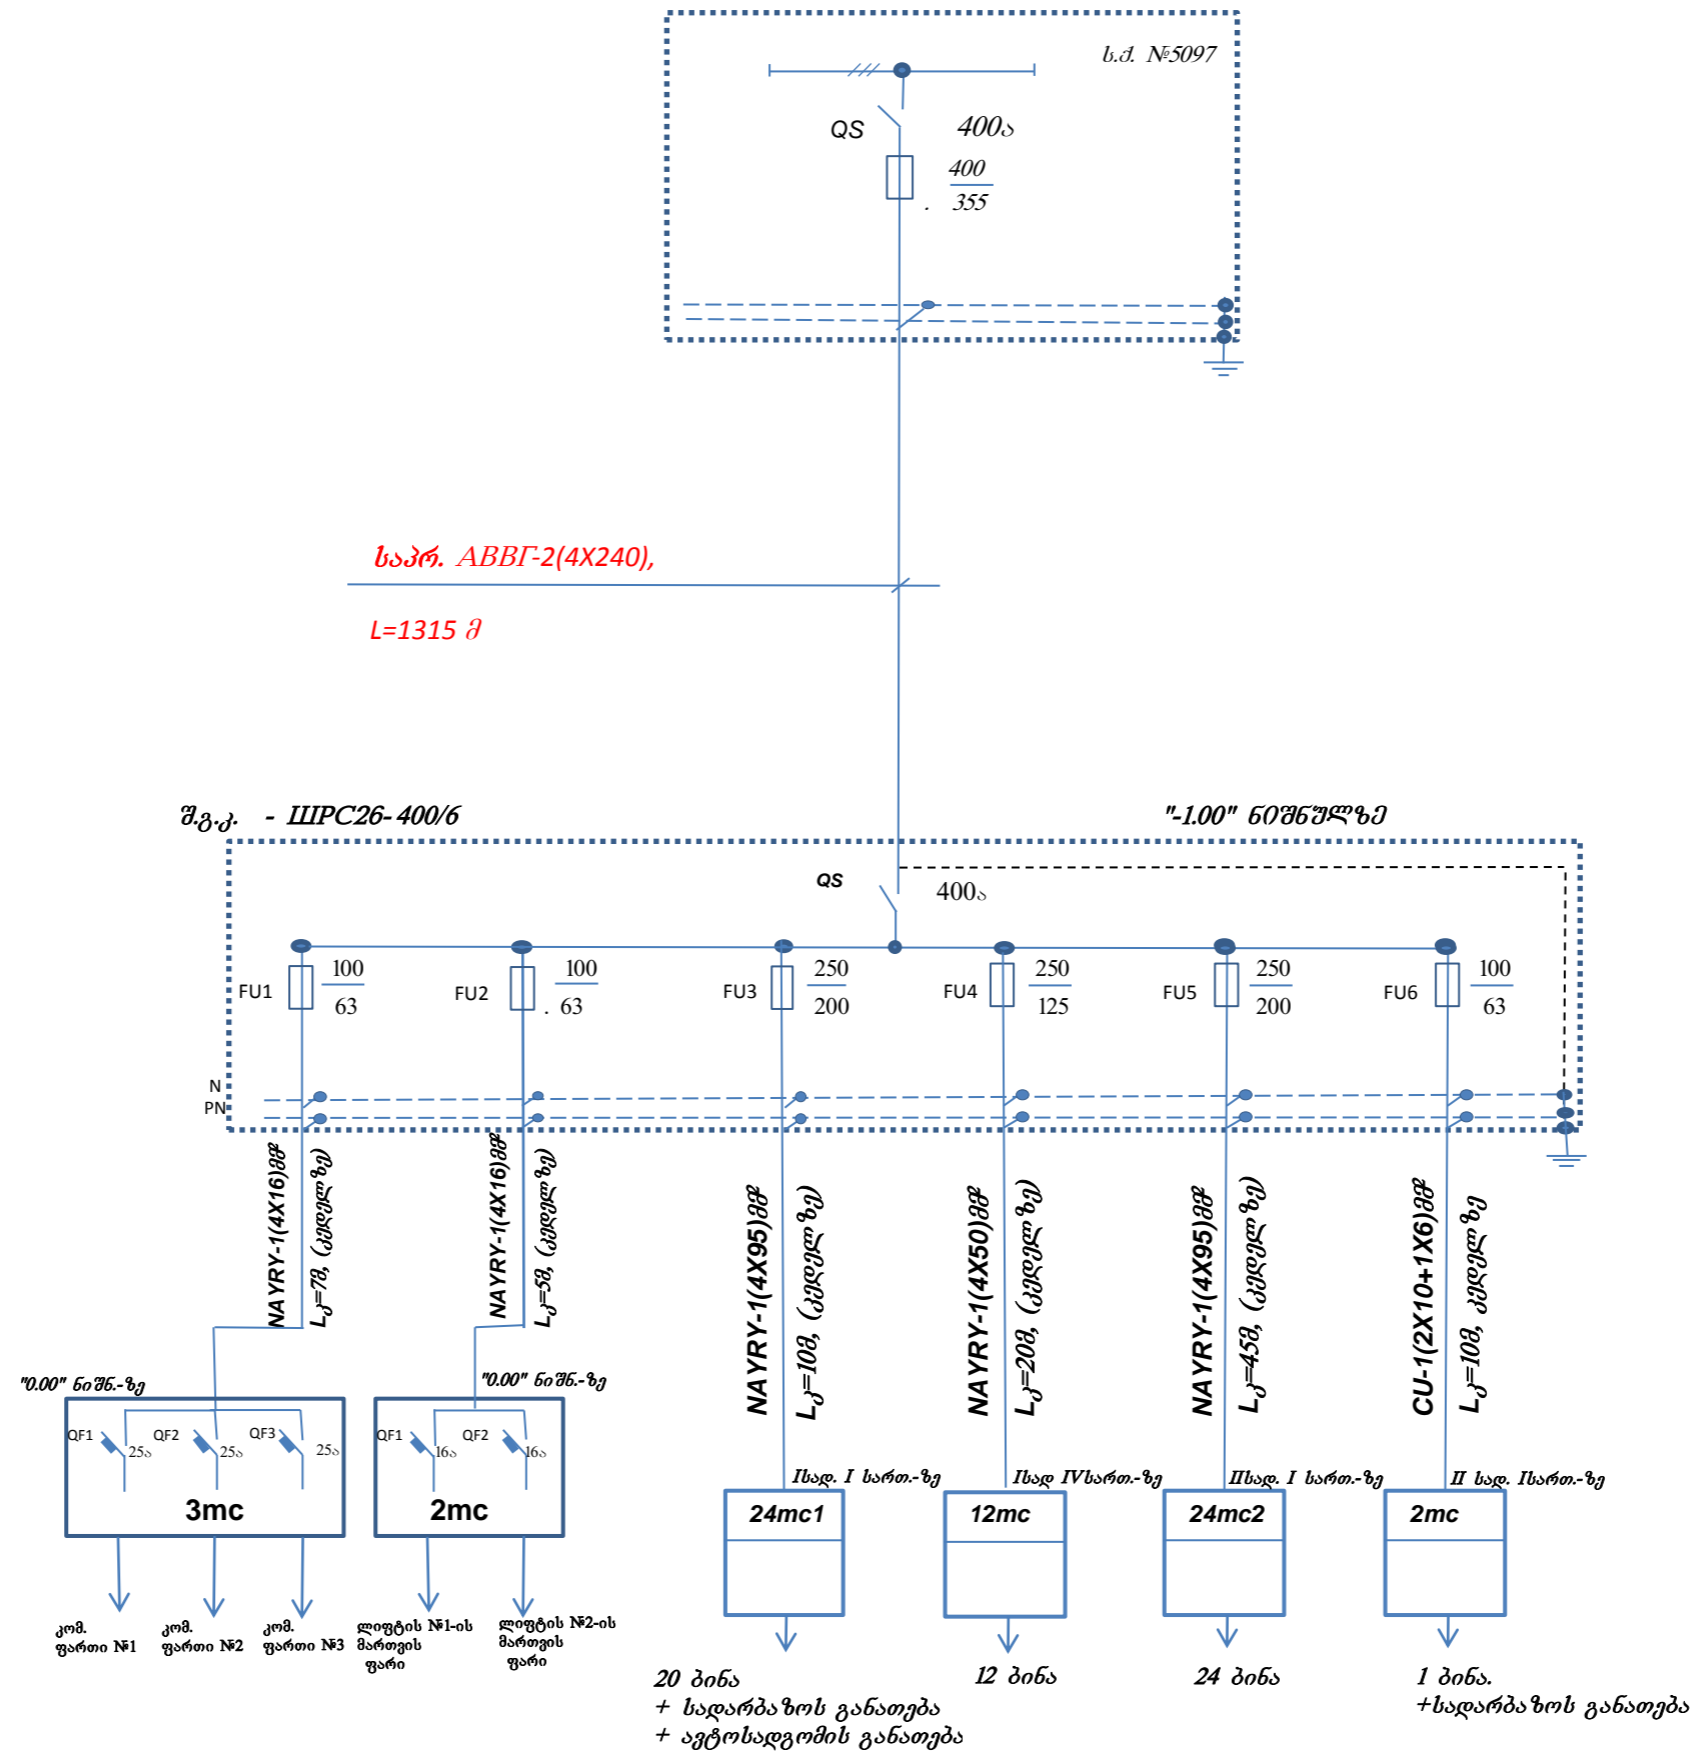 ს.ქ. №5097
QS
400ა
400
355
საპრ. АВВГ-2(4X240),
L=1315 მ
შ.გ.კ. - ШРС26-400/6
"-1.00" ნიშნულზე
QS
400ა
FU1
100
63
FU2
100
. 63
FU3
250
200
FU4
250
125
FU5
250
200
FU6
100
63
N
PN
NAYRY-1(4X16)მმ²
Lკ=7მ, (კედელზე)
NAYRY-1(4X16)მმ²
Lკ=5მ, (კედელზე)
NAYRY-1(4X95)მმ²
Lკ=10მ, (კედელზე)
NAYRY-1(4X50)მმ²
Lკ=20მ, (კედელზე)
NAYRY-1(4X95)მმ²
Lკ=45მ, (კედელზე)
CU-1(2X10+1X6)მმ²
Lკ=10მ, კედელზე
"0.00" ნიშნ.-ზე
QF1
25ა
QF2
25ა
QF3
25ა
3mc
"0.00" ნიშნ.-ზე
QF1
16ა
QF2
16ა
2mc
Iსად. I სართ.-ზე
24mc1
Iსად IVსართ.-ზე
12mc
IIსად. I სართ.-ზე
24mc2
II სად. Iსართ.-ზე
2mc
კომ.
ფართი №1
კომ.
ფართი №2
კომ.
ფართი №3
ლიფტის №1-ის
მართვის
ფარი
ლიფტის №2-ის
მართვის
ფარი
20 ბინა
+ სადარბაზოს განათება
+ ავტოსადგომის განათება
12 ბინა
24 ბინა
1 ბინა.
+სადარბაზოს განათება